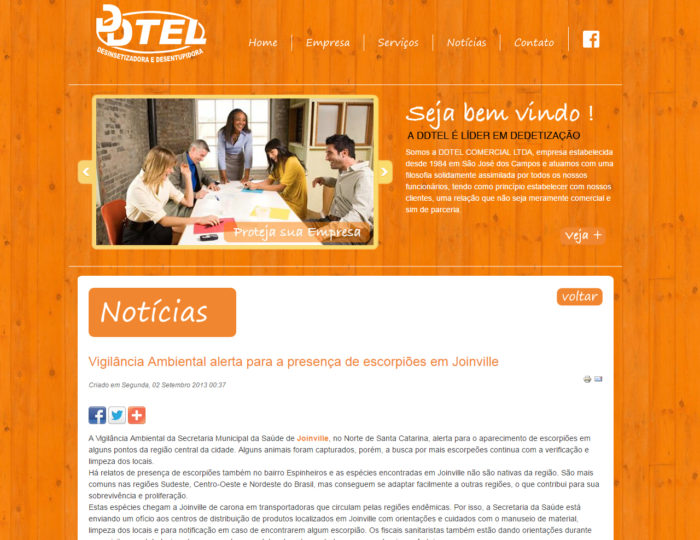 DDTEL
DESINSETIZADORA E DESENTUPIDORA
Home
Empresa
Serviços
Notícias
Contato
Seja bem vindo !
A DDTEL É LÍDER EM DEDETIZAÇÃO
Somos a DDTEL COMERCIAL LTDA, empresa estabelecida
desde 1984 em São José dos Campos e atuamos com uma
filosofia solidamente assimilada por todos os nossos
funcionários, tendo como princípio estabelecer com nossos
clientes, uma relação que não seja meramente comercial e
sim de parceria.
Proteja sua Empresa
Veja +
Notícias
voltar
Vigilância Ambiental alerta para a presença de escorpiões em Joinville
Criado em Segunda, 02 Setembro 2013 00:37
A Vigilância Ambiental da Secretaria Municipal da Saúde de Joinville, no Norte de Santa Catarina, alerta para o aparecimento de escorpiões em
alguns pontos da região central da cidade. Alguns animais foram capturados, porém, a busca por mais escorpeões continua com a verificação e
limpeza dos locais.
Há relatos de presença de escorpiões também no bairro Espinheiros e as espécies encontradas em Joinville não são nativas da região. São mais
comuns nas regiões Sudeste, Centro-Oeste e Nordeste do Brasil, mas conseguem se adaptar facilmente a outras regiões, o que contribui para sua
sobrevivência e proliferação.
Estas espécies chegam a Joinville de carona em transportadoras que circulam pelas regiões endêmicas. Por isso, a Secretaria da Saúde está
enviando um ofício aos centros de distribuição de produtos localizados em Joinville com orientações e cuidados com o manuseio de material,
limpeza dos locais e para notificação em caso de encontrarem algum escorpião. Os fiscais sanitaristas também estão dando orientações durante